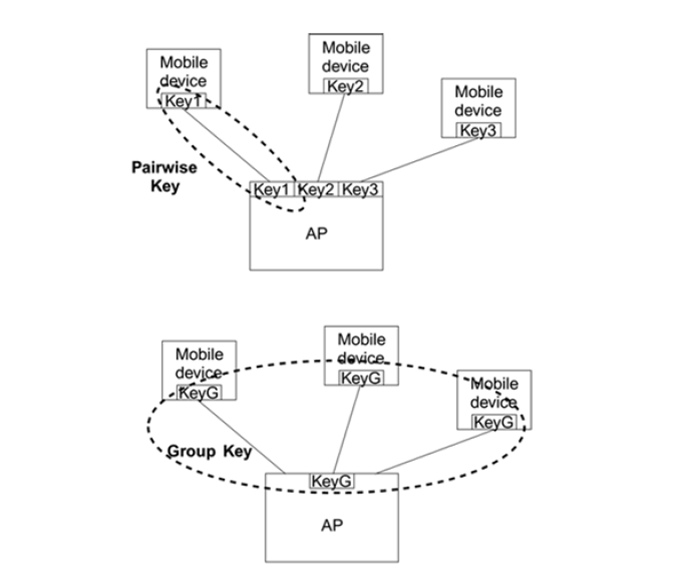 Mobile
device
Key1
Mobile
device
Key2
Mobile
device
Key3
Pairwise
Key
Key1 Key2 Key3
AP
Mobile
device
KeyG
Mobile
device
KeyG
Mobile
device
KeyG
Group Key
KeyG
AP